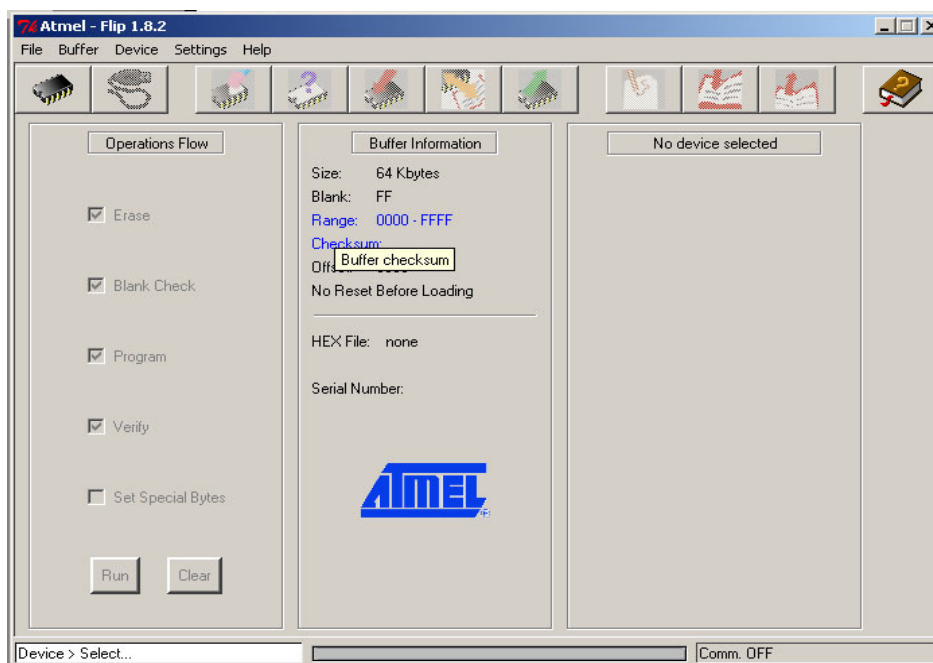 Atmel - Flip 1.8.2
File Buffer Device Settings Help
Operations Flow
Erase
Blank Check
Program
Verify
Set Special Bytes
Run Clear
Buffer Information
Size: 64 Kbytes
Blank: FF
Range: 0000 - FFFF
Checksum:
Buffer checksum
No Reset Before Loading
HEX File: none
Serial Number:
ATMEL
No device selected
Device > Select...
Comm. OFF